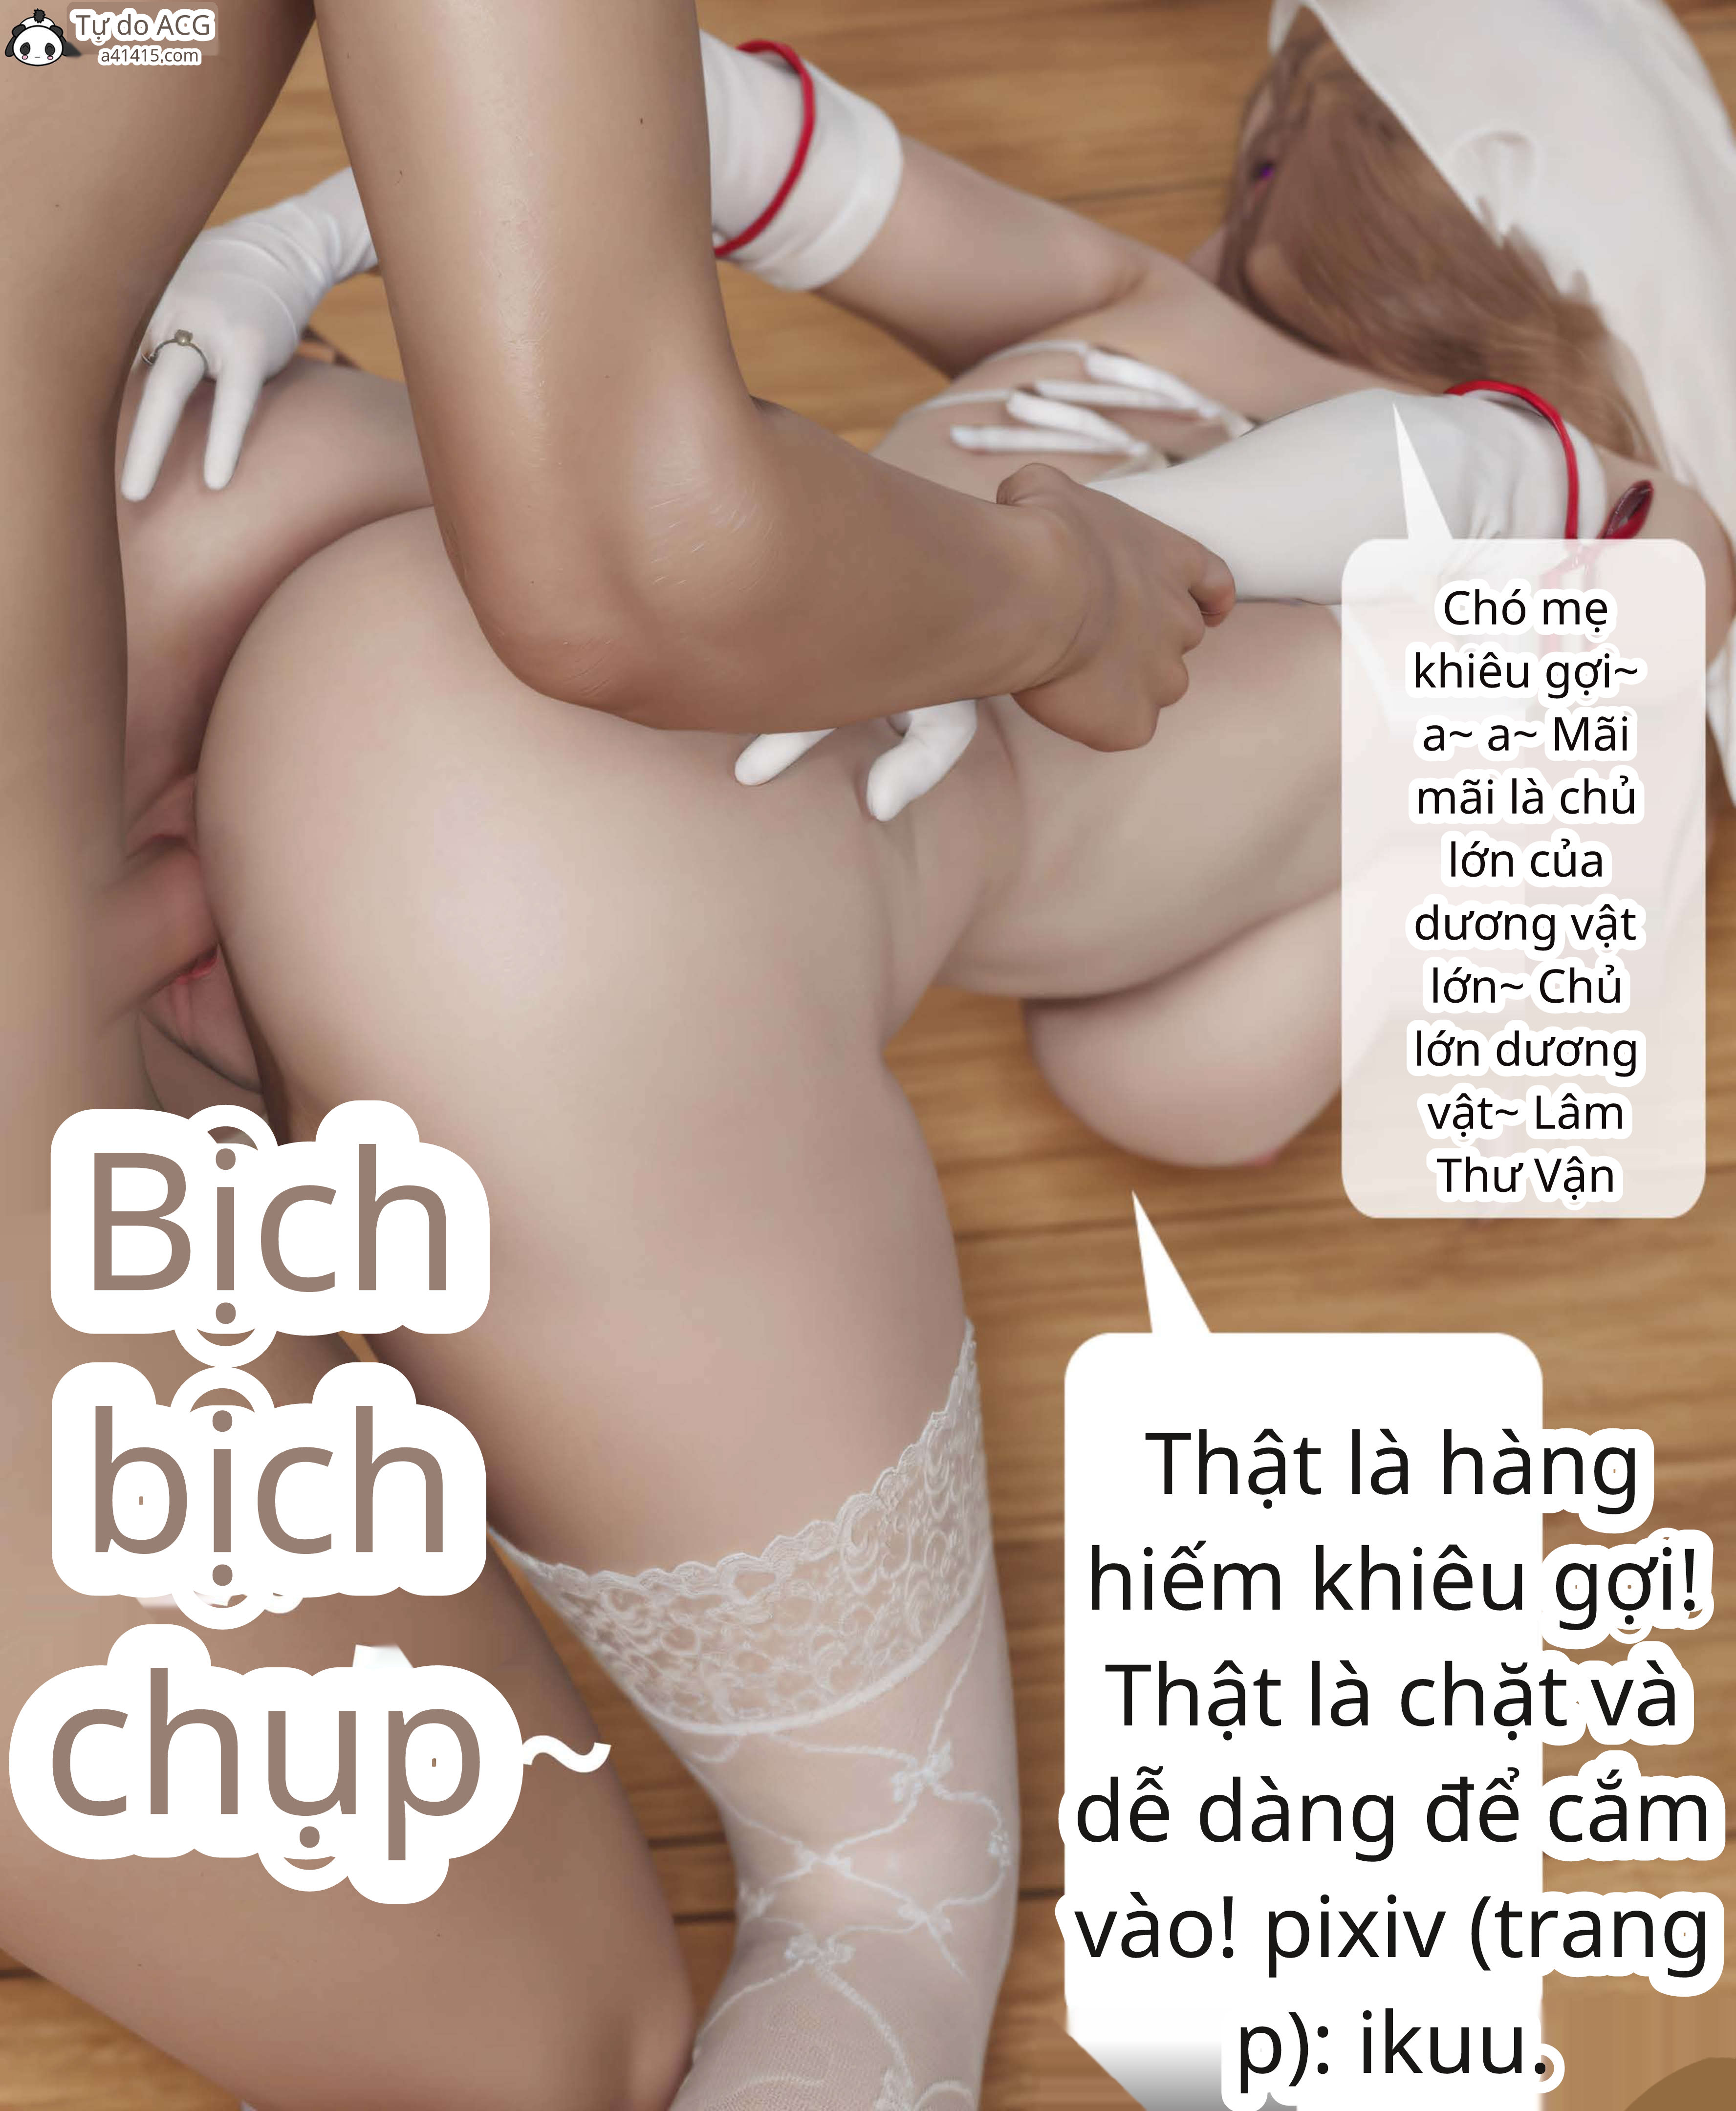 Tự do ACG
a41415.com
Chó mẹ
khiêu gợi~
a~ a~ Mãi
mãi là chủ
lớn của
dương vật
lớn~ Chủ
lớn dương
vật~ Lâm
Thư Vận
Bịch
bịch
chụp~
Thật là hàng
hiếm khiêu gợi!
Thật là chặt và
dễ dàng để cắm
vào! pixiv (trang
p): ikuu.